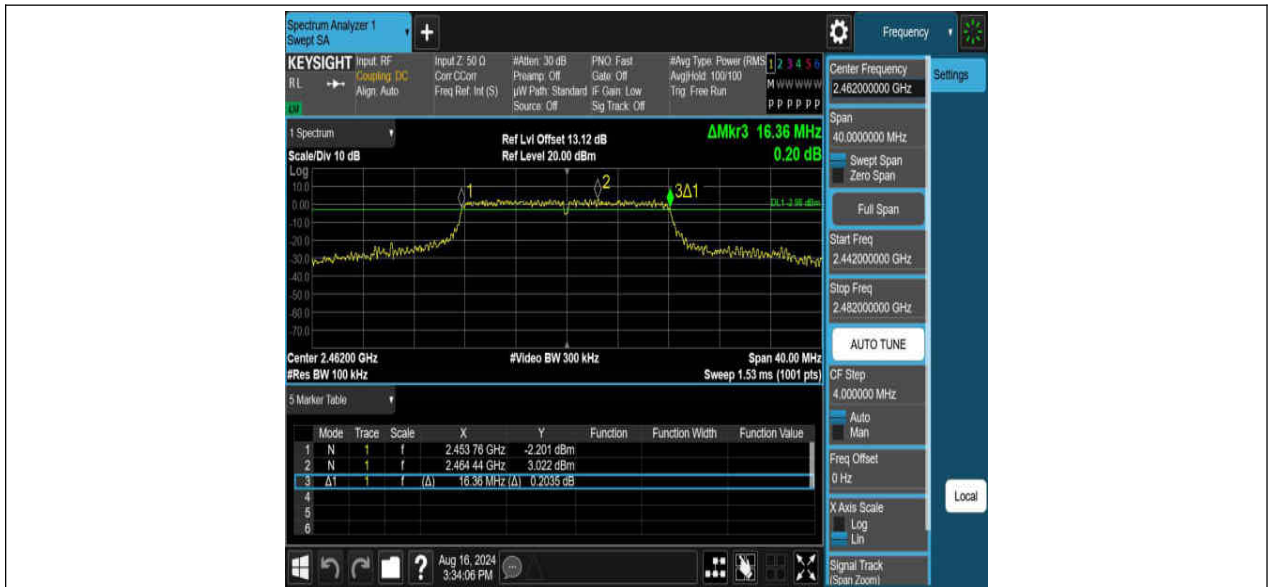 Spectrum Analyzer 1
Swept SA
+
Frequency
KEYSIGHT
RL
Input: RF
Coupling: DC
Align: Auto
Input Z: 50 Ω
Corr CCorr
Freq Ref: Int (S)
#Atten: 30 dB
Preamp: Off
µW Path: Standard
Source: Off
PNO: Fast
Gate: Off
IF Gain: Low
Sig Track: Off
#Avg Type: Power (RMS
Avg|Hold: 100/100
Trig: Free Run
1 2 3 4 5 6
M W W W W W
P P P P P P
Center Frequency
2.462000000 GHz
Settings
Span
40.0000000 MHz
Swept Span
Zero Span
Full Span
Start Freq
2.442000000 GHz
Stop Freq
2.482000000 GHz
AUTO TUNE
CF Step
4.000000 MHz
Auto
Man
Freq Offset
0 Hz
X Axis Scale
Log
Lin
Signal Track
(Span Zoom)
Local
1 Spectrum
Scale/Div 10 dB
Ref Lvl Offset 13.12 dB
Ref Level 20.00 dBm
ΔMkr3 16.36 MHz
0.20 dB
Log
10.0
0.00
-10.0
-20.0
-30.0
-40.0
-50.0
-60.0
-70.0
1
2
3Δ1
Center 2.46200 GHz
#Res BW 100 kHz
#Video BW 300 kHz
Span 40.00 MHz
Sweep 1.53 ms (1001 pts)
5 Marker Table
Mode Trace Scale X Y Function Function Width Function Value
1 N 1 f 2.453 76 GHz -2.201 dBm
2 N 1 f 2.464 44 GHz 3.022 dBm
3 Δ1 1 f (Δ) 16.36 MHz (Δ) 0.2035 dB
4
5
6
?
Aug 16, 2024
3:34:06 PM